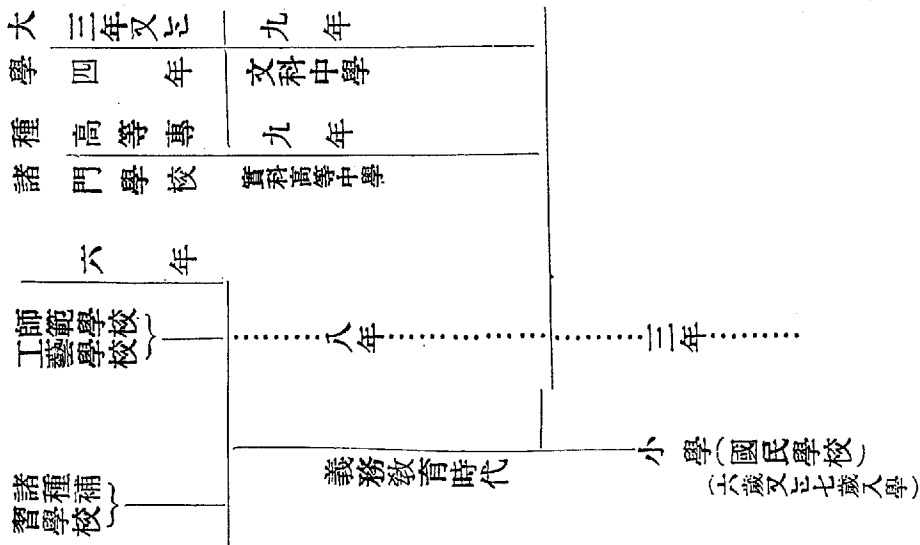 大學
三年又는
四年
九年
文科中學
諸種
高等專
門學校
九年
實科高等中學
六年
師範學校
工藝學校
八年
三年
小學(國民學校)
(六歲又는七歲入學)
義務敎育時代
諸種補
習學校